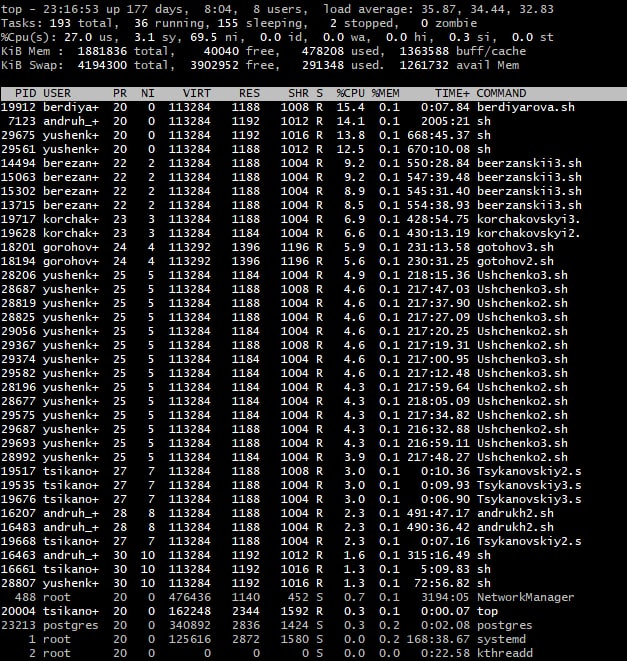 top - 23:16:53 up 177 days,  8:04,  8 users,  load average: 35.87, 34.44, 32.83
Tasks: 193 total,  36 running, 155 sleeping,   2 stopped,   0 zombie
%Cpu(s): 27.0 us,  3.1 sy, 69.5 ni,  0.0 id,  0.0 wa,  0.0 hi,  0.3 si,  0.0 st
KiB Mem :  1881836 total,    40040 free,   478208 used,  1363588 buff/cache
KiB Swap:  4194300 total,  3902952 free,   291348 used.  1261732 avail Mem
PID USER PR NI VIRT RES SHR S %CPU %MEM TIME+ COMMAND
19912 berdiya+ 20 0 113284 1188 1008 R 15.4 0.1 0:07.84 berdiyarova.sh
7123 andruh_+ 20 0 113284 1192 1012 R 14.1 0.1 2005:21 sh
29675 yushenk+ 20 0 113284 1192 1016 R 13.8 0.1 668:45.37 sh
29561 yushenk+ 20 0 113284 1192 1016 R 12.5 0.1 670:10.08 sh
14494 berezan+ 22 2 113284 1188 1004 R 9.2 0.1 550:28.84 beerzanskii3.sh
15063 berezan+ 22 2 113284 1188 1004 R 9.2 0.1 547:39.48 beerzanskii3.sh
15302 berezan+ 22 2 113284 1188 1004 R 8.9 0.1 545:31.40 beerzanskii3.sh
13715 berezan+ 22 2 113284 1188 1004 R 8.5 0.1 554:38.93 beerzanskii3.sh
19717 korchak+ 23 3 113284 1188 1004 R 6.9 0.1 428:54.75 korchakovskyi3.
19628 korchak+ 23 3 113284 1184 1004 R 6.6 0.1 430:13.19 korchakovskyi2.
18201 gorohov+ 24 4 113292 1396 1196 R 5.9 0.1 231:13.58 gotohov3.sh
18194 gorohov+ 24 4 113292 1396 1196 R 5.6 0.1 230:31.25 gotohov2.sh
28206 yushenk+ 25 5 113284 1184 1004 R 4.9 0.1 218:15.36 Ushchenko3.sh
28687 yushenk+ 25 5 113284 1188 1008 R 4.6 0.1 217:47.03 Ushchenko3.sh
28819 yushenk+ 25 5 113284 1188 1004 R 4.6 0.1 217:37.90 Ushchenko2.sh
28825 yushenk+ 25 5 113284 1188 1004 R 4.6 0.1 217:27.09 Ushchenko3.sh
29056 yushenk+ 25 5 113284 1184 1004 R 4.6 0.1 217:20.25 Ushchenko2.sh
29367 yushenk+ 25 5 113284 1188 1008 R 4.6 0.1 217:19.31 Ushchenko2.sh
29374 yushenk+ 25 5 113284 1184 1004 R 4.6 0.1 217:00.95 Ushchenko3.sh
29582 yushenk+ 25 5 113284 1184 1004 R 4.6 0.1 217:12.48 Ushchenko3.sh
28196 yushenk+ 25 5 113284 1188 1004 R 4.3 0.1 217:59.64 Ushchenko2.sh
28677 yushenk+ 25 5 113284 1188 1004 R 4.3 0.1 218:05.09 Ushchenko2.sh
29575 yushenk+ 25 5 113284 1188 1004 R 4.3 0.1 217:34.82 Ushchenko2.sh
29687 yushenk+ 25 5 113284 1188 1004 R 4.3 0.1 216:32.88 Ushchenko2.sh
29693 yushenk+ 25 5 113284 1188 1004 R 4.3 0.1 216:59.11 Ushchenko3.sh
28992 yushenk+ 25 5 113284 1188 1004 R 3.9 0.1 217:48.27 Ushchenko2.sh
19517 tsikano+ 27 7 113284 1188 1008 R 3.0 0.1 0:10.36 Tsykanovskiy2.s
19535 tsikano+ 27 7 113284 1188 1004 R 3.0 0.1 0:09.93 Tsykanovskiy3.s
19676 tsikano+ 27 7 113284 1188 1004 R 3.0 0.1 0:06.90 Tsykanovskiy3.s
16207 andruh_+ 28 8 113284 1188 1004 R 2.3 0.1 491:47.17 andrukh2.sh
16483 andruh_+ 28 8 113284 1188 1004 R 2.3 0.1 490:36.42 andrukh2.sh
19668 tsikano+ 27 7 113284 1188 1004 R 2.3 0.1 0:07.16 Tsykanovskiy2.s
16463 andruh_+ 30 10 113284 1192 1012 R 1.6 0.1 315:16.49 sh
16661 tsikano+ 30 10 113284 1192 1016 R 1.3 0.1 5:09.83 sh
28807 yushenk+ 30 10 113284 1192 1016 R 1.3 0.1 72:56.82 sh
488 root 20 0 476436 1140 452 S 0.7 0.1 3194:05 NetworkManager
20004 tsikano+ 20 0 162248 2344 1592 R 0.3 0.1 0:00.07 top
23213 postgres 20 0 340892 2836 1424 S 0.3 0.2 0:02.08 postgres
1 root 20 0 125616 2872 1580 S 0.0 0.2 168:38.67 systemd
2 root 20 0 0 0 0 S 0.0 0.0 0:22.58 kthreadd